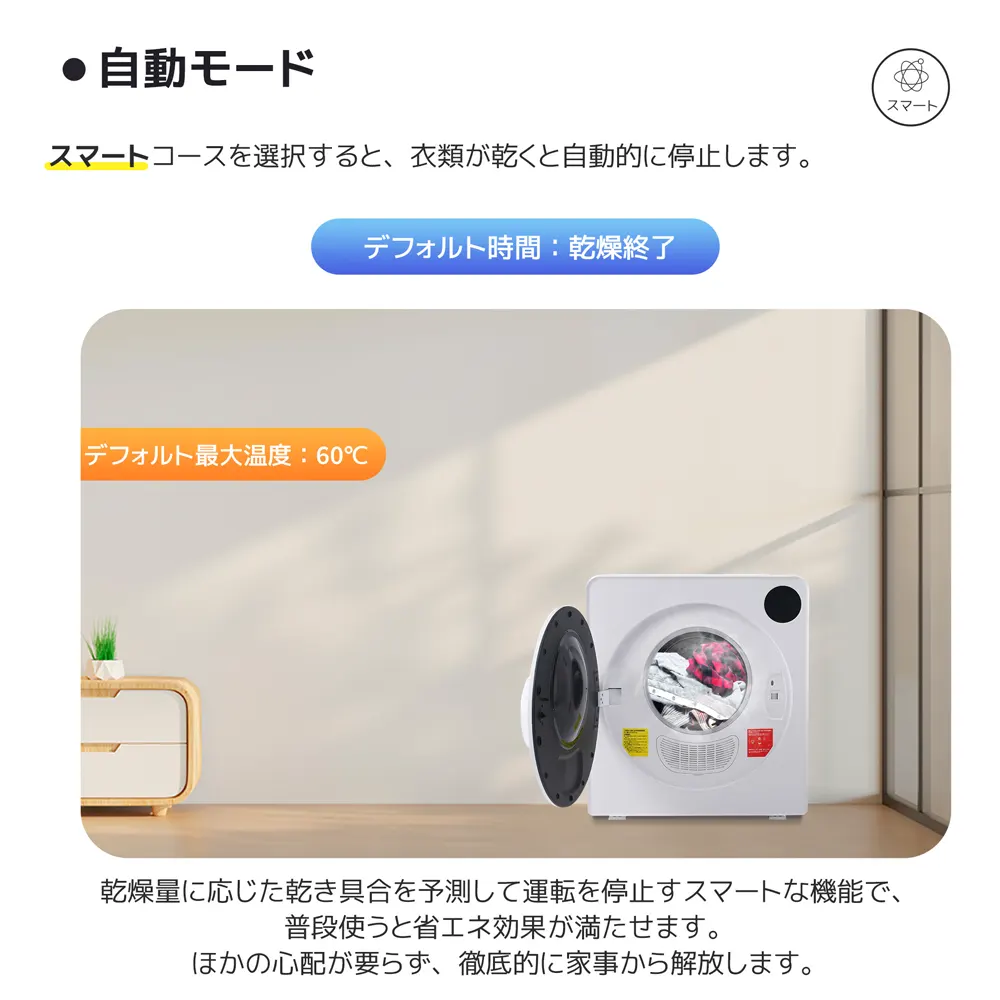 ●自動モード
スマート
スマートコースを選択すると、衣類が乾くと自動的に停止します。
デフォルト時間：乾燥終了
デフォルト最大温度：60℃
乾燥量に応じた乾き具合を予測して運転を停止すスマートな機能で、
普段使うと省エネ効果が満たせます。
ほかの心配が要らず、徹底的に家事から解放します。